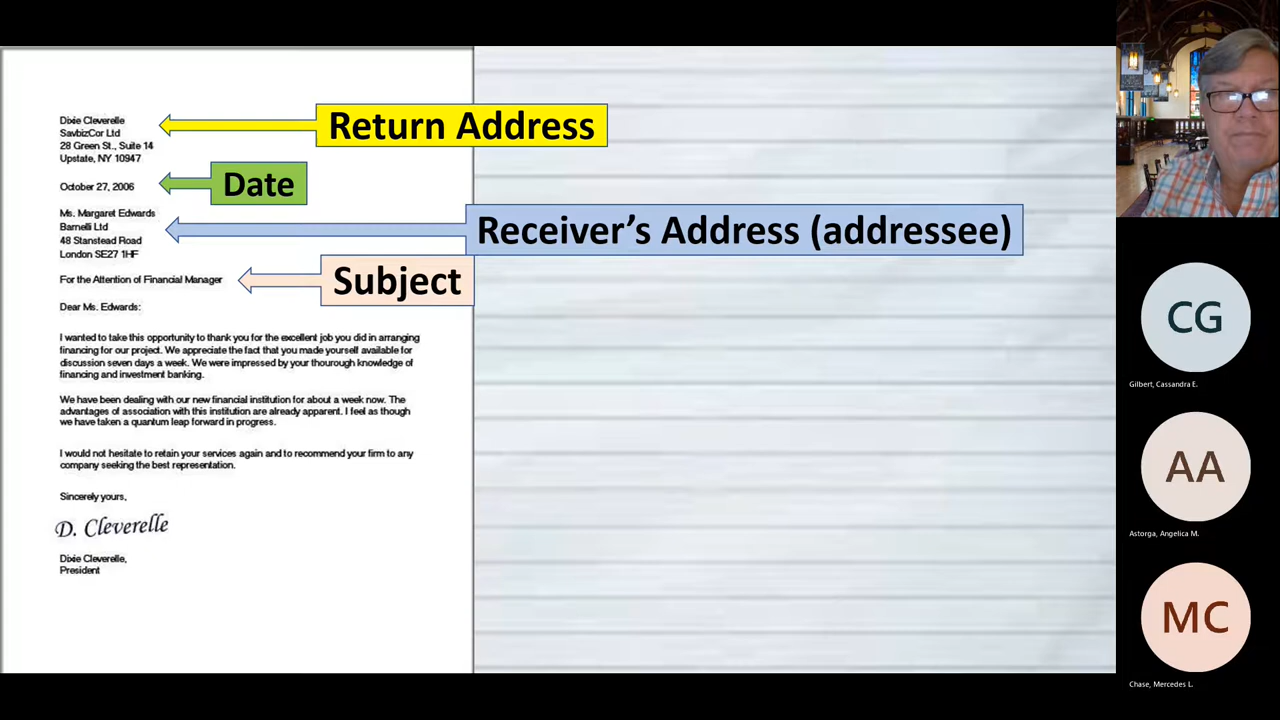 Dixie Cleverelle
SavbizCor Ltd
28 Green St., Suite 14
Upstate, NY 10947
Return Address
October 27, 2006
Date
Ms. Margaret Edwards
Barnelli Ltd
48 Stanstead Road
London SE27 1HF
Receiver's Address (addressee)
For the Attention of Financial Manager
Subject
Dear Ms. Edwards:
I wanted to take this opportunity to thank you for the excellent job you did in arranging
financing for our project. We appreciate the fact that you made yourself available for
discussion seven days a week. We were impressed by your thourough knowledge of
financing and investment banking.
We have been dealing with our new financial institution for about a week now. The
advantages of association with this institution are already apparent. I feel as though
we have taken a quantum leap forward in progress.
I would not hesitate to retain your services again and to recommend your firm to any
company seeking the best representation.
Sincerely yours,
D. Cleverelle
Dixie Cleverelle,
President
CG
Gilbert, Cassandra E.
AA
Astorga, Angelica M.
MC
Chase, Mercedes L.